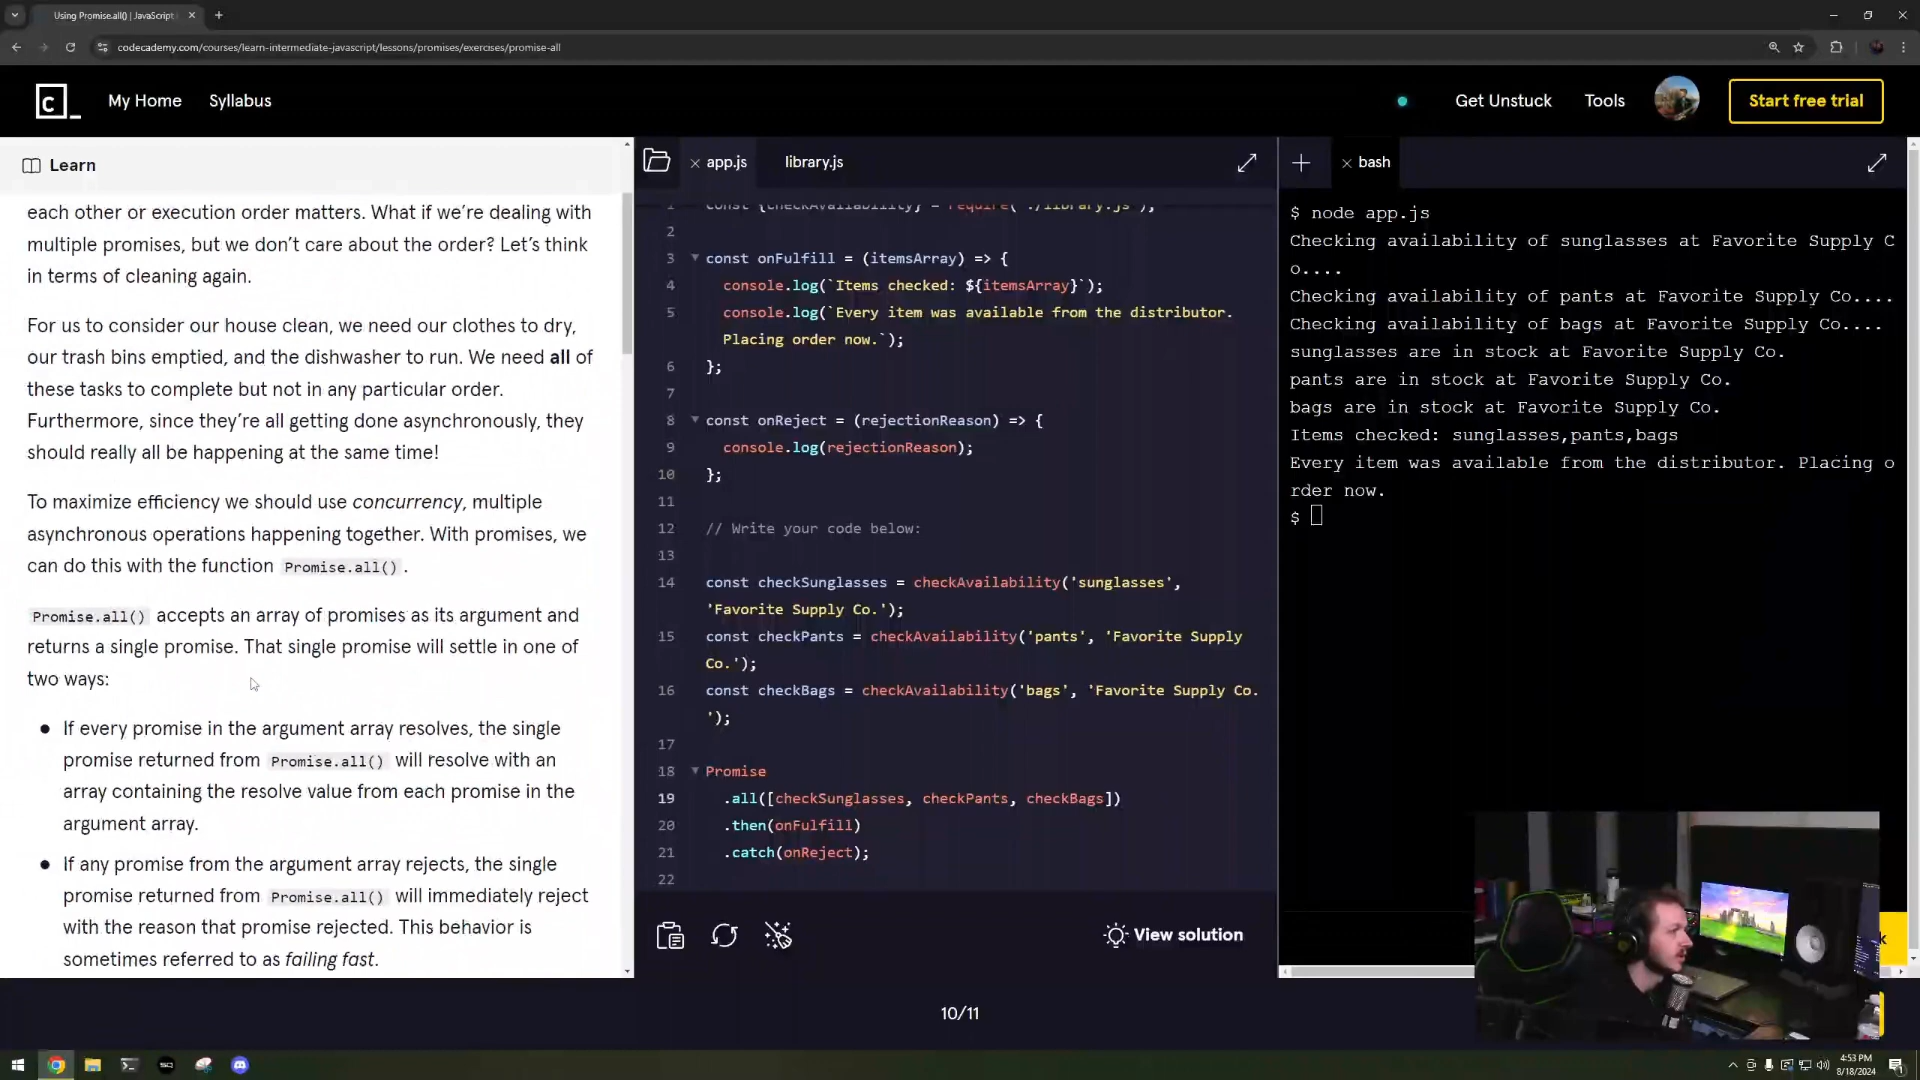 Using Promise.all() | JavaScript
codecademy.com/courses/learn-intermediate-javascript/lessons/promises/exercises/promise-all
My Home
Syllabus
Get Unstuck
Tools
Start free trial
Learn
each other or execution order matters. What if we’re dealing with
multiple promises, but we don’t care about the order? Let’s think
in terms of cleaning again.
For us to consider our house clean, we need our clothes to dry,
our trash bins emptied, and the dishwasher to run. We need all of
these tasks to complete but not in any particular order.
Furthermore, since they’re all getting done asynchronously, they
should really all be happening at the same time!
To maximize efficiency we should use concurrency, multiple
asynchronous operations happening together. With promises, we
can do this with the function Promise.all() .
Promise.all() accepts an array of promises as its argument and
returns a single promise. That single promise will settle in one of
two ways:
If every promise in the argument array resolves, the single
promise returned from Promise.all() will resolve with an
array containing the resolve value from each promise in the
argument array.
If any promise from the argument array rejects, the single
promise returned from Promise.all() will immediately reject
with the reason that promise rejected. This behavior is
sometimes referred to as failing fast.
app.js
library.js
1 const {checkAvailability} = require('./library.js');
2
3 const onFulfill = (itemsArray) => {
4 console.log(`Items checked: ${itemsArray}`);
5 console.log(`Every item was available from the distributor.
Placing order now.`);
6 };
7
8 const onReject = (rejectionReason) => {
9 console.log(rejectionReason);
10 };
11
12 // Write your code below:
13
14 const checkSunglasses = checkAvailability('sunglasses',
'Favorite Supply Co.');
15 const checkPants = checkAvailability('pants', 'Favorite Supply
Co.');
16 const checkBags = checkAvailability('bags', 'Favorite Supply Co.
');
17
18 Promise
19 .all([checkSunglasses, checkPants, checkBags])
20 .then(onFulfill)
21 .catch(onReject);
22
View solution
bash
$ node app.js
Checking availability of sunglasses at Favorite Supply C
o....
Checking availability of pants at Favorite Supply Co....
Checking availability of bags at Favorite Supply Co....
sunglasses are in stock at Favorite Supply Co.
pants are in stock at Favorite Supply Co.
bags are in stock at Favorite Supply Co.
Items checked: sunglasses,pants,bags
Every item was available from the distributor. Placing o
rder now.
$
10/11
4:53 PM
8/18/2024